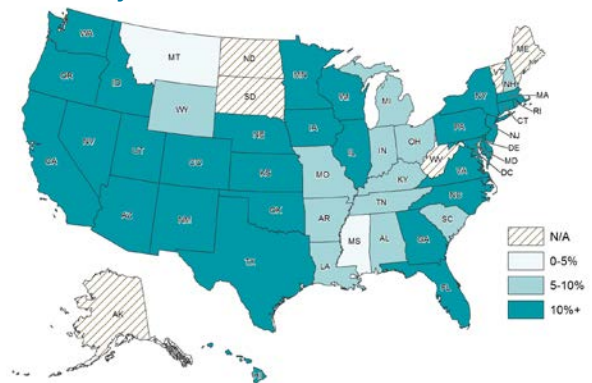 WA
MT
ND
MN
ME
VT
NH
OR
ID
SD
WI
MI
NY
MA
RI
CT
WY
IA
PA
NJ
NE
OH
DE
NV
IL
IN
MD
UT
CO
WV
VA
DC
CA
KS
MO
KY
NC
TN
AZ
NM
OK
AR
SC
MS
AL
GA
TX
LA
FL
AK
HI
N/A
0-5%
5-10%
10%+